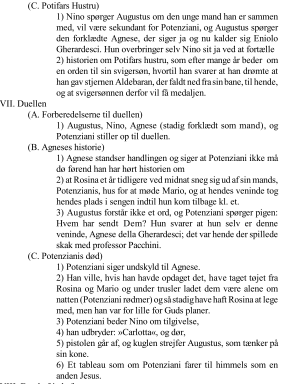 (C. Potifars Hustru)
1) Nino spørger Augustus om den unge mand han er sammen
med, vil være sekundant for Potenziani, og Augustus spørger
den forklædte Agnese, der siger ja og nu kalder sig Eniolo
Gherardesci. Hun overbringer selv Nino sit ja ved at fortælle
2) historien om Potifars hustru, som efter mange år beder om
en orden til sin svigersøn, hvortil han svarer at han drømte at
han gav stjernen Aldebaran, der faldt ned fra sin bane, til hende,
og at svigersønnen derfor vil få medaljen.
VII. Duellen
(A. Forberedelserne til duellen)
1) Augustus, Nino, Agnese (stadig forklædt som mand), og
Potenziani stiller op til duellen.
(B. Agneses historie)
1) Agnese standser handlingen og siger at Potenziani ikke må
dø førend han har hørt historien om
2) at Rosina et år tidligere ved midnat sneg sig ud af sin mands,
Potenzianis, hus for at møde Mario, og at hendes veninde tog
hendes plads i sengen indtil hun kom tilbage kl. et.
3) Augustus forstår ikke et ord, og Potenziani spørger pigen:
Hvem har sendt Dem? Hun svarer at hun selv er denne
veninde, Agnese della Gherardesci; det var hende der spillede
skak med professor Pacchini.
(C. Potenzianis død)
1) Potenziani siger undskyld til Agnese.
2) Han ville, hvis han havde opdaget det, have taget tøjet fra
Rosina og Mario og under trusler ladet dem være alene om
natten (Potenziani rødmer) og så stadig have haft Rosina at lege
med, men han var for lille for Guds planer.
3) Potenziani beder Nino om tilgivelse,
4) han udbryder: »Carlotta«, og dør,
5) pistolen går af, og kuglen strejfer Augustus, som tænker på
sin kone.
6) Et tableau som om Potenziani farer til himmels som en
anden Jesus.